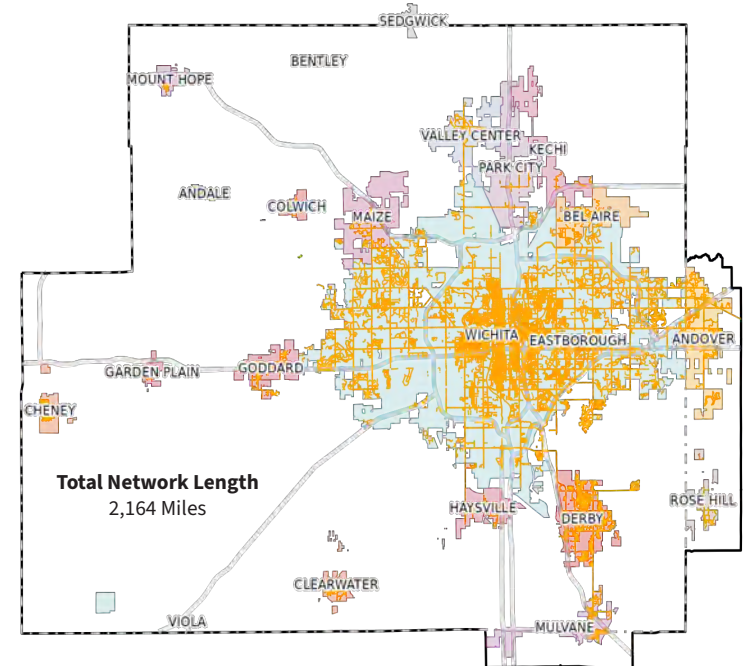 SEDGWICK
BENTLEY
MOUNT HOPE
VALLEY CENTER
KECHI
PARK CITY
ANDALE
COLWICH
MAIZE
BEL AIRE
WICHITA
EASTBOROUGH
ANDOVER
GARDEN PLAIN
GODDARD
CHENEY
Total Network Length
2,164 Miles
HAYSVILLE
ROSE HILL
DERBY
CLEARWATER
VIOLA
MULVANE